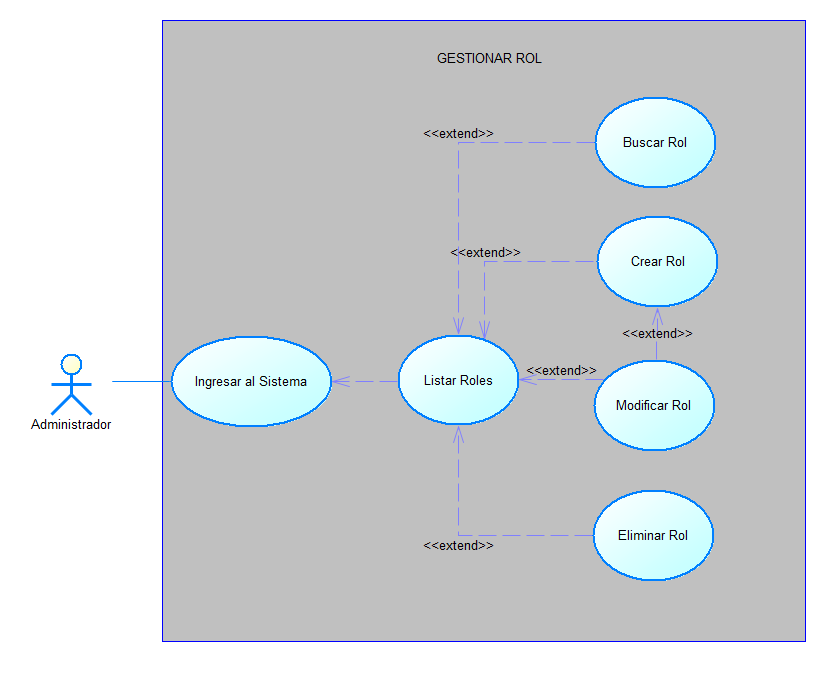 GESTIONAR ROL
<<extend>>
Buscar Rol
<<extend>>
Crear Rol
<<extend>>
<<extend>>
Ingresar al Sistema
Listar Roles
Modificar Rol
Administrador
Eliminar Rol
<<extend>>